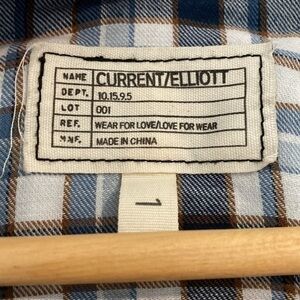 NAME CURRENT/ELLIOTT
DEPT. 10.15.9.5
LOT 001
REF. WEAR FOR LOVE/LOVE FOR WEAR
MNF. MADE IN CHINA
1